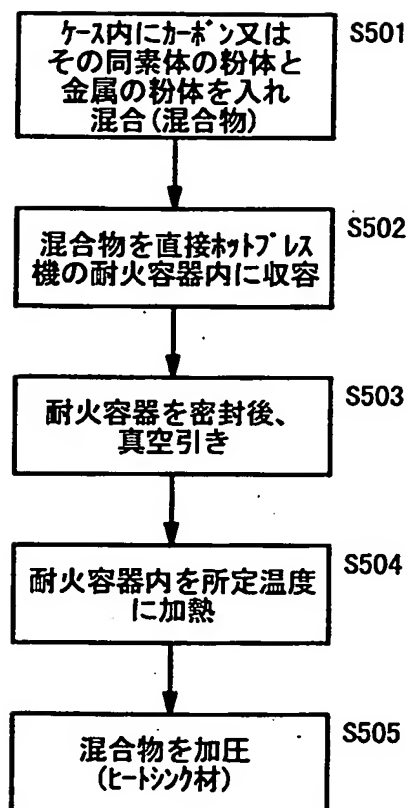 ケース内にカーボン又は
その同素体の粉体と
金属の粉体を入れ
混合(混合物)
S501
混合物を直接ホットプレス
機の耐火容器内に収容
S502
耐火容器を密封後、
真空引き
S503
耐火容器内を所定温度
に加熱
S504
混合物を加圧
(ヒートシンク材)
S505